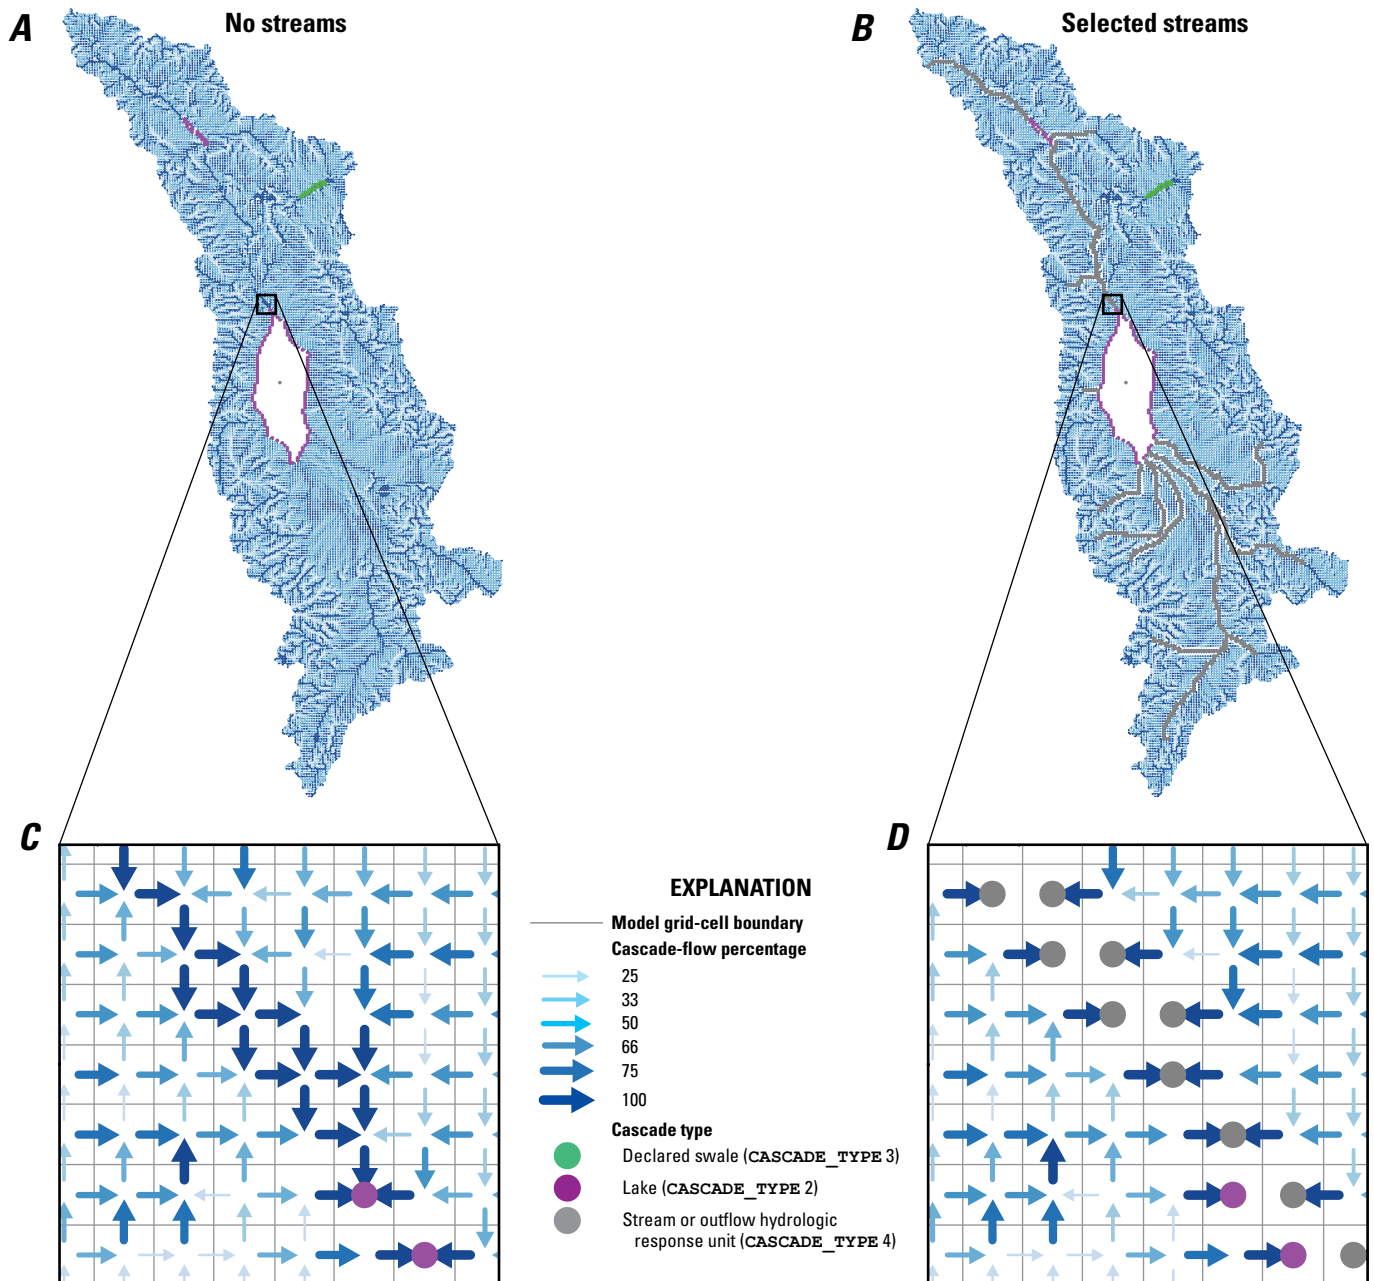 A
No streams
B
Selected streams
C
D
EXPLANATION
Model grid-cell boundary
Cascade-flow percentage
25
33
50
66
75
100
Cascade type
Declared swale (CASCADE_TYPE 3)
Lake (CASCADE_TYPE 2)
Stream or outflow hydrologic
response unit (CASCADE_TYPE 4)